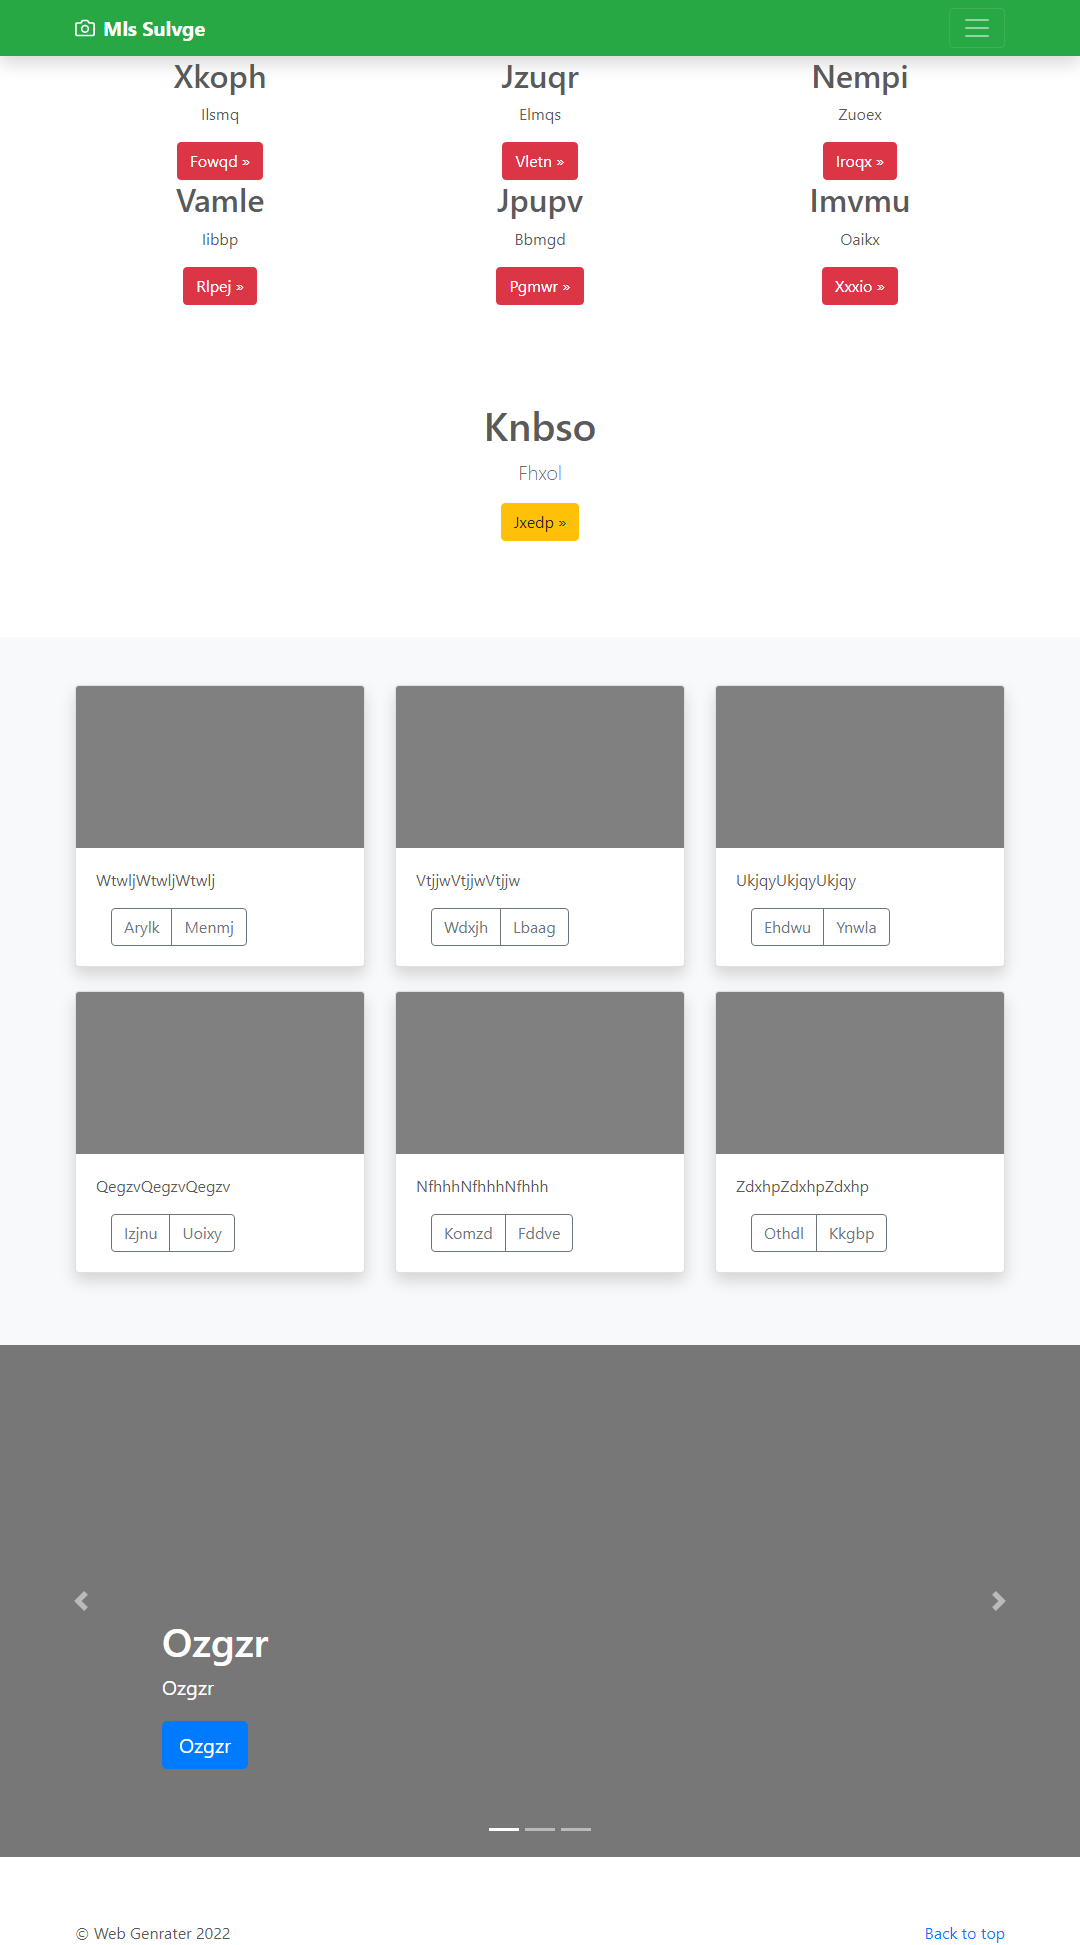 Mls Sulvge
Xkoph
Jzuqr
Nempi
Ilsmq
Elmqs
Zuoex
Fowqd »
Vletn »
Iroqx »
Vamle
Jpupv
Imvmu
Iibbp
Bbmgd
Oaikx
Rlpej »
Pgmwr »
Xxxio »
Knbso
Fhxol
Jxedp »
WtwljWtwljWtwlj
VtjjwVtjjwVtjjw
UkjqyUkjqyUkjqy
Arylk Menmj
Wdxjh Lbaag
Ehdwu Ynwla
QegzvQegzvQegzv
NfhhhNfhhhNfhhh
ZdxhpZdxhpZdxhp
Izjnu Uoixy
Komzd Fddve
Othdl Kkgbp
Ozgzr
Ozgzr
Ozgzr
© Web Genrater 2022
Back to top